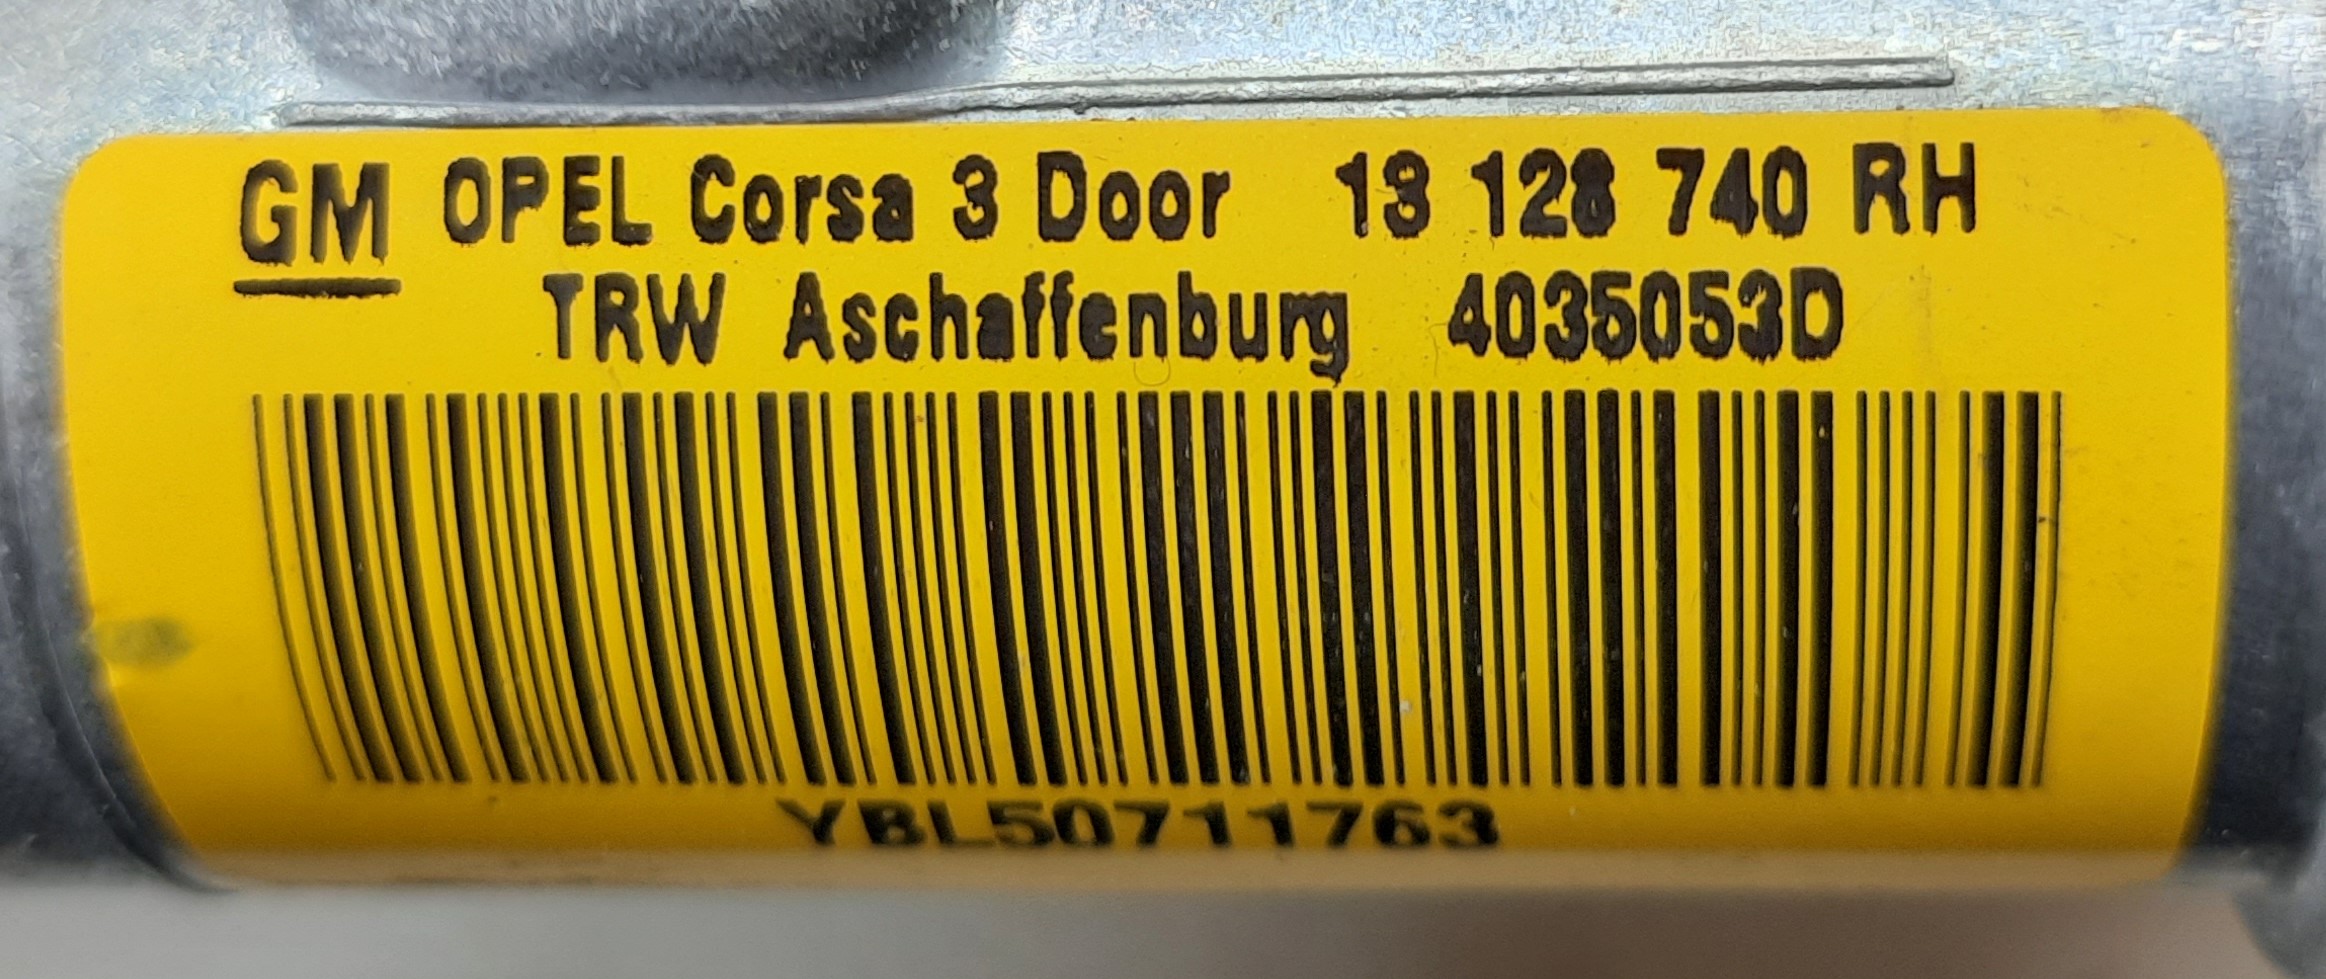 GM OPEL Corsa 3 Door 13 128 740 RH
TRW Aschaffenburg 4035053D
YBL50711763